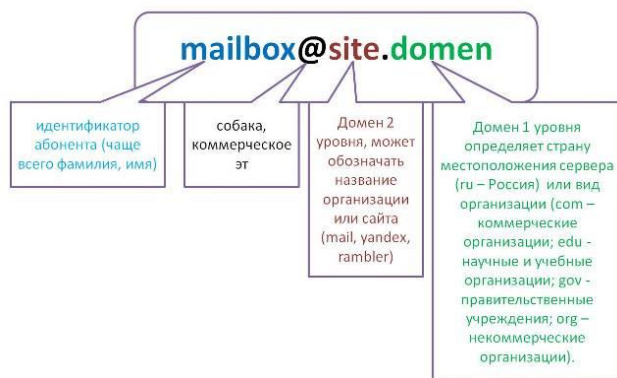 mailbox@site.domen
идентификатор
абонента (чаще
всего фамилия, имя)
собака,
коммерческое
эт
Домен 2
уровня, может
обозначать
название
организации
или сайта
(mail, yandex,
rambler)
Домен 1 уровня
определяет страну
местоположения сервера
(ru – Россия) или вид
организации (com –
коммерческие
организации; edu -
научные и учебные
организации; gov -
правительственные
учреждения; org –
некоммерческие
организации).